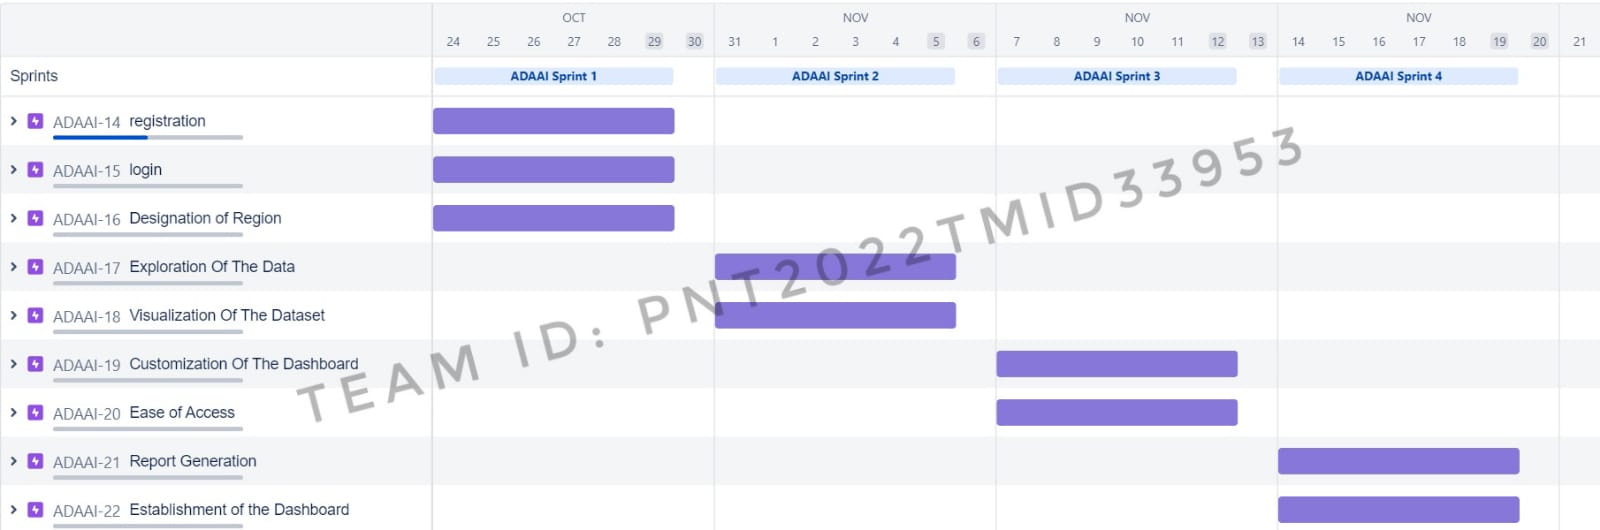 OCT NOV NOV NOV
24 25 26 27 28 29 30 31 1 2 3 4 5 6 7 8 9 10 11 12 13 14 15 16 17 18 19 20 21
Sprints ADAAI Sprint 1 ADAAI Sprint 2 ADAAI Sprint 3 ADAAI Sprint 4
ADAAI-14 registration
ADAAI-15 login
ADAAI-16 Designation of Region
ADAAI-17 Exploration Of The Data
ADAAI-18 Visualization Of The Dataset
ADAAI-19 Customization Of The Dashboard
ADAAI-20 Ease of Access
ADAAI-21 Report Generation
ADAAI-22 Establishment of the Dashboard
TEAM ID: PNT2022TMID33953